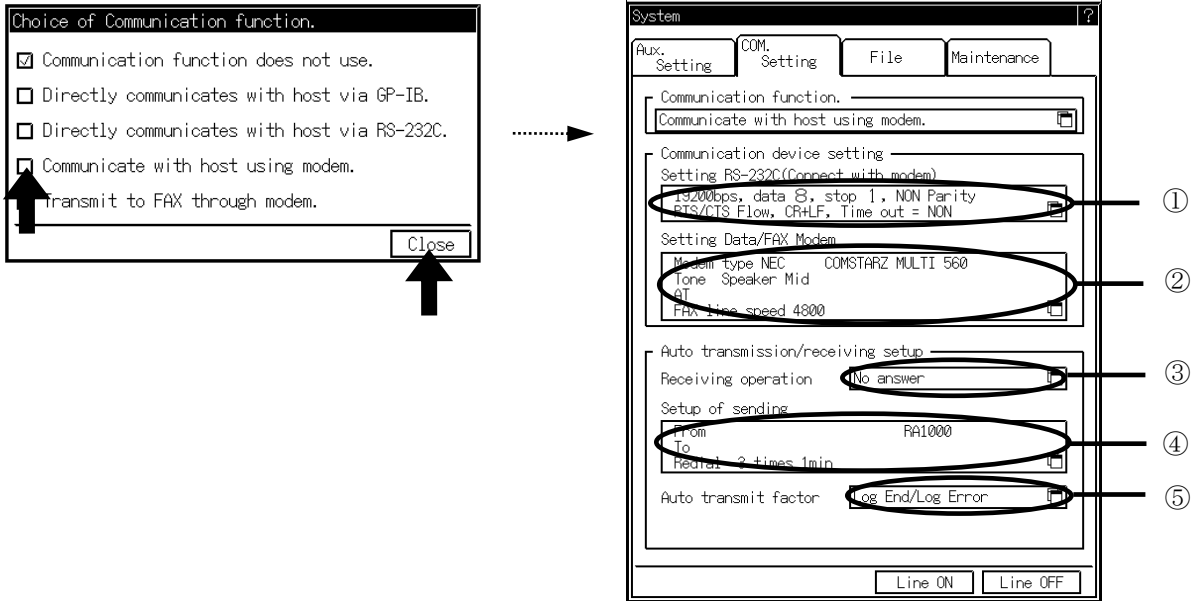 Choice of Communication function.
Communication function does not use.
Directly communicates with host via GP-IB.
Directly communicates with host via RS-232C.
Communicate with host using modem.
Transmit to FAX through modem.
Close
System ?
Aux. Setting
COM. Setting
File
Maintenance
Communication function.
Communicate with host using modem.
Communication device setting
Setting RS-232C(Connect with modem)
19200bps, data 8, stop 1, NON Parity
RTS/CTS Flow, CR+LF, Time out = NON
①
Setting Data/FAX Modem
Modem type NEC COMSTARZ MULTI 560
Tone Speaker Mid
AT
FAX line speed 4800
②
Auto transmission/receiving setup
Receiving operation No answer
③
Setup of sending
From RA1000
To
Redial 3 times 1min
④
Auto transmit factor Log End/Log Error
⑤
Line ON Line OFF